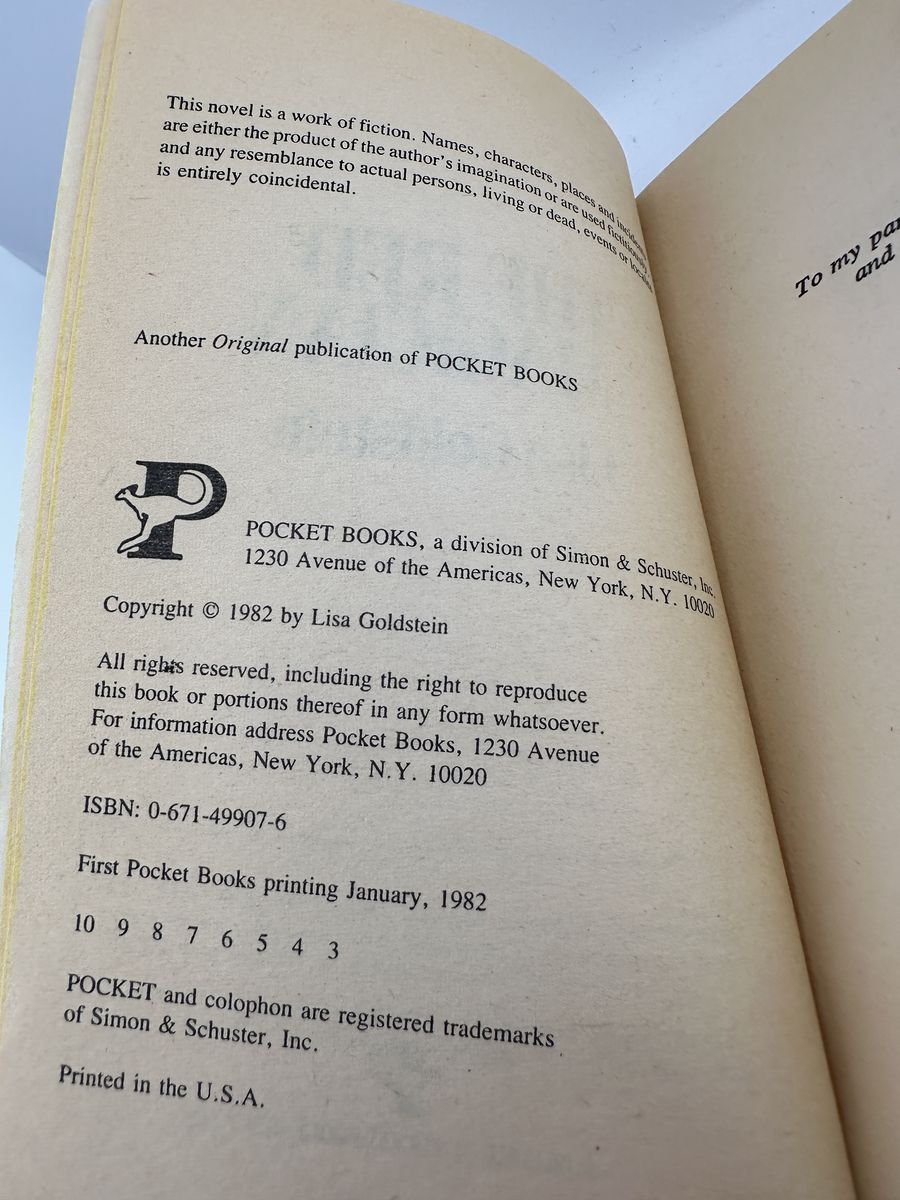 This novel is a work of fiction. Names, characters, places and incidents
are either the product of the author's imagination or are used fictitiously,
and any resemblance to actual persons, living or dead, events or locales
is entirely coincidental.
Another Original publication of POCKET BOOKS
P
POCKET BOOKS, a division of Simon & Schuster, Inc.
1230 Avenue of the Americas, New York, N.Y. 10020
Copyright © 1982 by Lisa Goldstein
All rights reserved, including the right to reproduce
this book or portions thereof in any form whatsoever.
For information address Pocket Books, 1230 Avenue
of the Americas, New York, N.Y. 10020
ISBN: 0-671-49907-6
First Pocket Books printing January, 1982
10 9 8 7 6 5 4 3
POCKET and colophon are registered trademarks
of Simon & Schuster, Inc.
Printed in the U.S.A.
To my
and